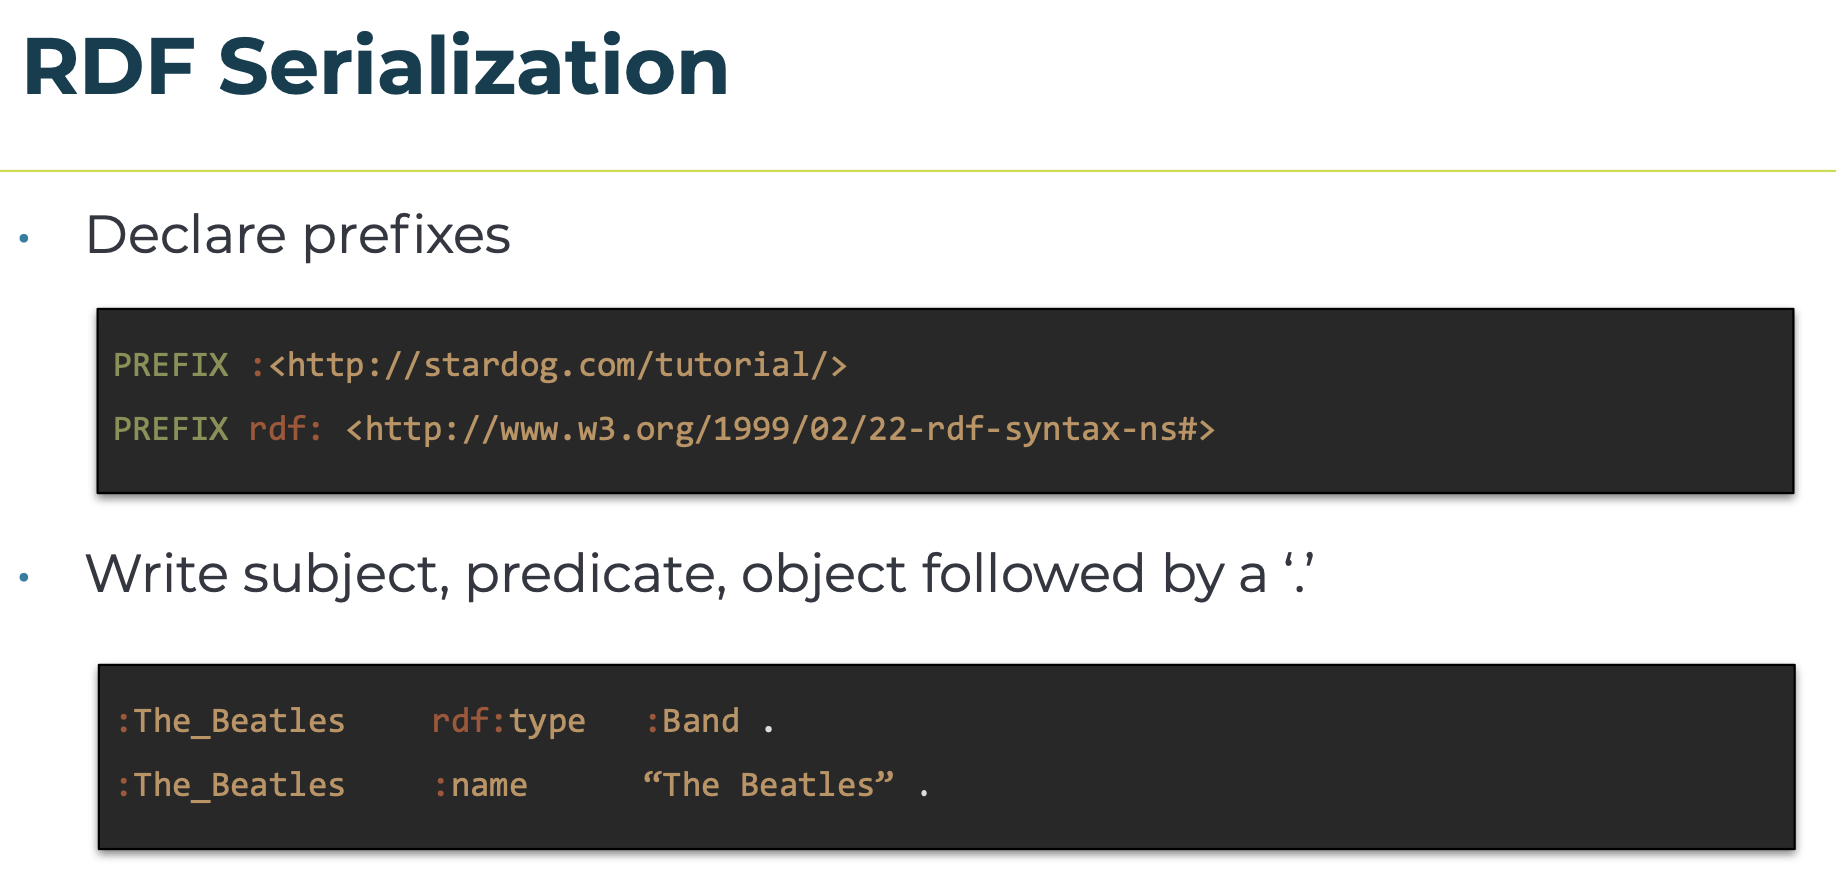 RDF Serialization
• Declare prefixes
PREFIX :<http://stardog.com/tutorial/>
PREFIX rdf: <http://www.w3.org/1999/02/22-rdf-syntax-ns#>
• Write subject, predicate, object followed by a ‘.’
:The_Beatles rdf:type :Band .
:The_Beatles :name “The Beatles” .